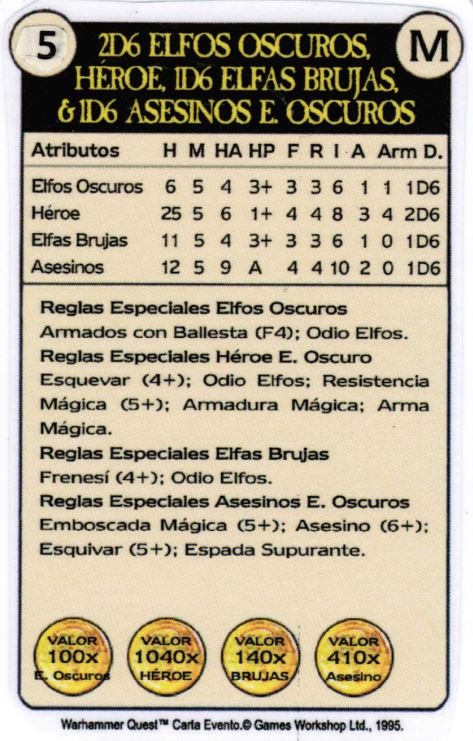 5
M
2D6 ELFOS OSCUROS,
HÉROE, 1D6 ELFAS BRUJAS,
& 1D6 ASESINOS E. OSCUROS
Atributos H M HA HP F R I A Arm D.
Elfos Oscuros 6 5 4 3+ 3 3 6 1 1 1D6
Héroe 25 5 6 1+ 4 4 8 3 4 2D6
Elfas Brujas 11 5 4 3+ 3 3 6 1 0 1D6
Asesinos 12 5 9 A 4 4 10 2 0 1D6
Reglas Especiales Elfos Oscuros
Armados con Ballesta (F4); Odio Elfos.
Reglas Especiales Héroe E. Oscuro
Esquevar (4+); Odio Elfos; Resistencia
Mágica (5+); Armadura Mágica; Arma
Mágica.
Reglas Especiales Elfas Brujas
Frenesí (4+); Odio Elfos.
Reglas Especiales Asesinos E. Oscuros
Emboscada Mágica (5+); Asesino (6+);
Esquivar (5+); Espada Supurante.
VALOR VALOR VALOR VALOR
100x 1040x 140x 410x
E. Oscuros HÉROE BRUJAS Asesino
Warhammer Quest™ Carta Evento.© Games Workshop Ltd., 1995.